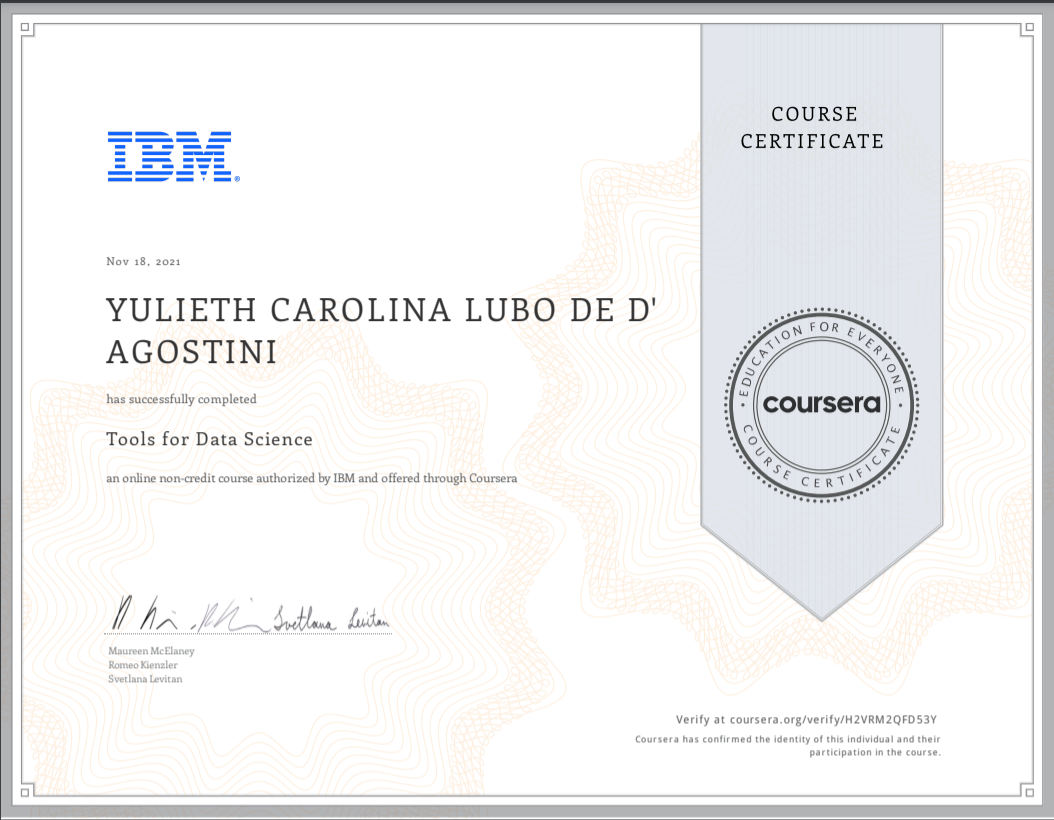 COURSE
CERTIFICATE
IBM®
Nov 18, 2021
YULIETH CAROLINA LUBO DE D'
AGOSTINI
has successfully completed
Tools for Data Science
an online non-credit course authorized by IBM and offered through Coursera
EDUCATION FOR EVERYONE
coursera
COURSE CERTIFICATE
Svetlana Levitan
Maureen McElaney
Romeo Kienzler
Svetlana Levitan
Verify at coursera.org/verify/H2VRM2QFD53Y
Coursera has confirmed the identity of this individual and their
participation in the course.